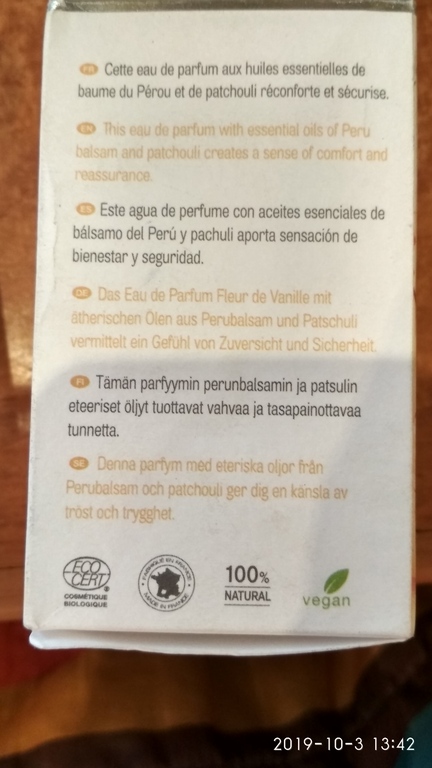 FR Cette eau de parfum aux huiles essentielles de
baume du Pérou et de patchouli réconforte et sécurise.
EN This eau de parfum with essential oils of Peru
balsam and patchouli creates a sense of comfort and
reassurance.
ES Este agua de perfume con aceites esenciales de
bálsamo del Perú y pachuli aporta sensación de
bienestar y seguridad.
DE Das Eau de Parfum Fleur de Vanille mit
ätherischen Ölen aus Perubalsam und Patschuli
vermittelt ein Gefühl von Zuversicht und Sicherheit.
FI Tämän parfyymin perunbalsamin ja patsulin
eteeriset öljyt tuottavat vahvaa ja tasapainottavaa
tunnetta.
SE Denna parfym med eteriska oljor från
Perubalsam och patchouli ger dig en känsla av
tröst och trygghet.
ECO
CERT®
COSMÉTIQUE
BIOLOGIQUE
FABRIQUÉ EN FRANCE
MADE IN FRANCE
100%
NATURAL
vegan
2019-10-3 13:42